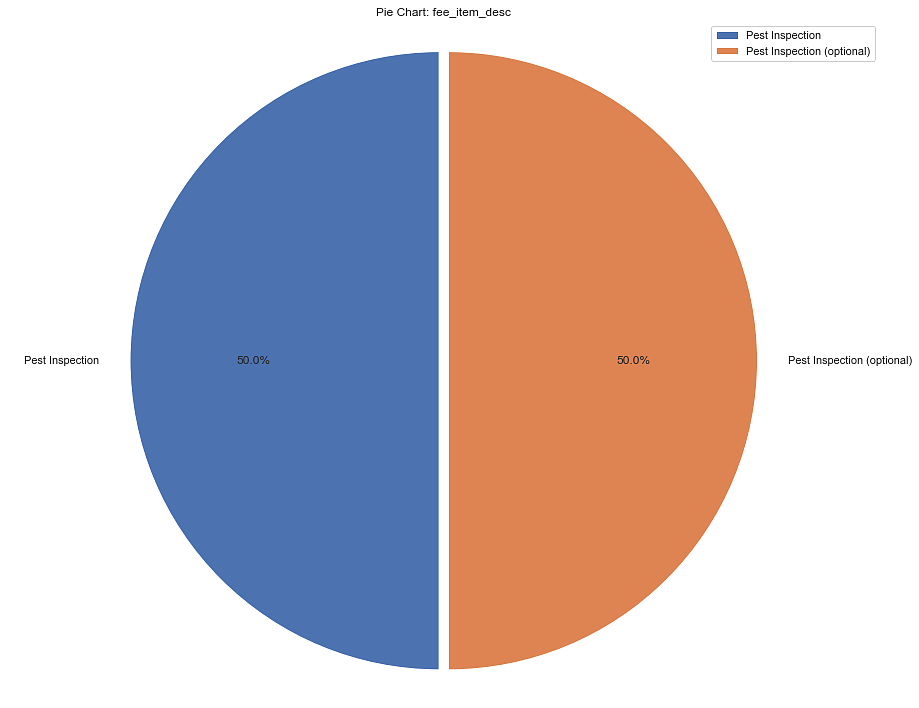 Pie Chart: fee_item_desc
Pest Inspection
Pest Inspection (optional)
Pest Inspection
50.0%
50.0%
Pest Inspection (optional)